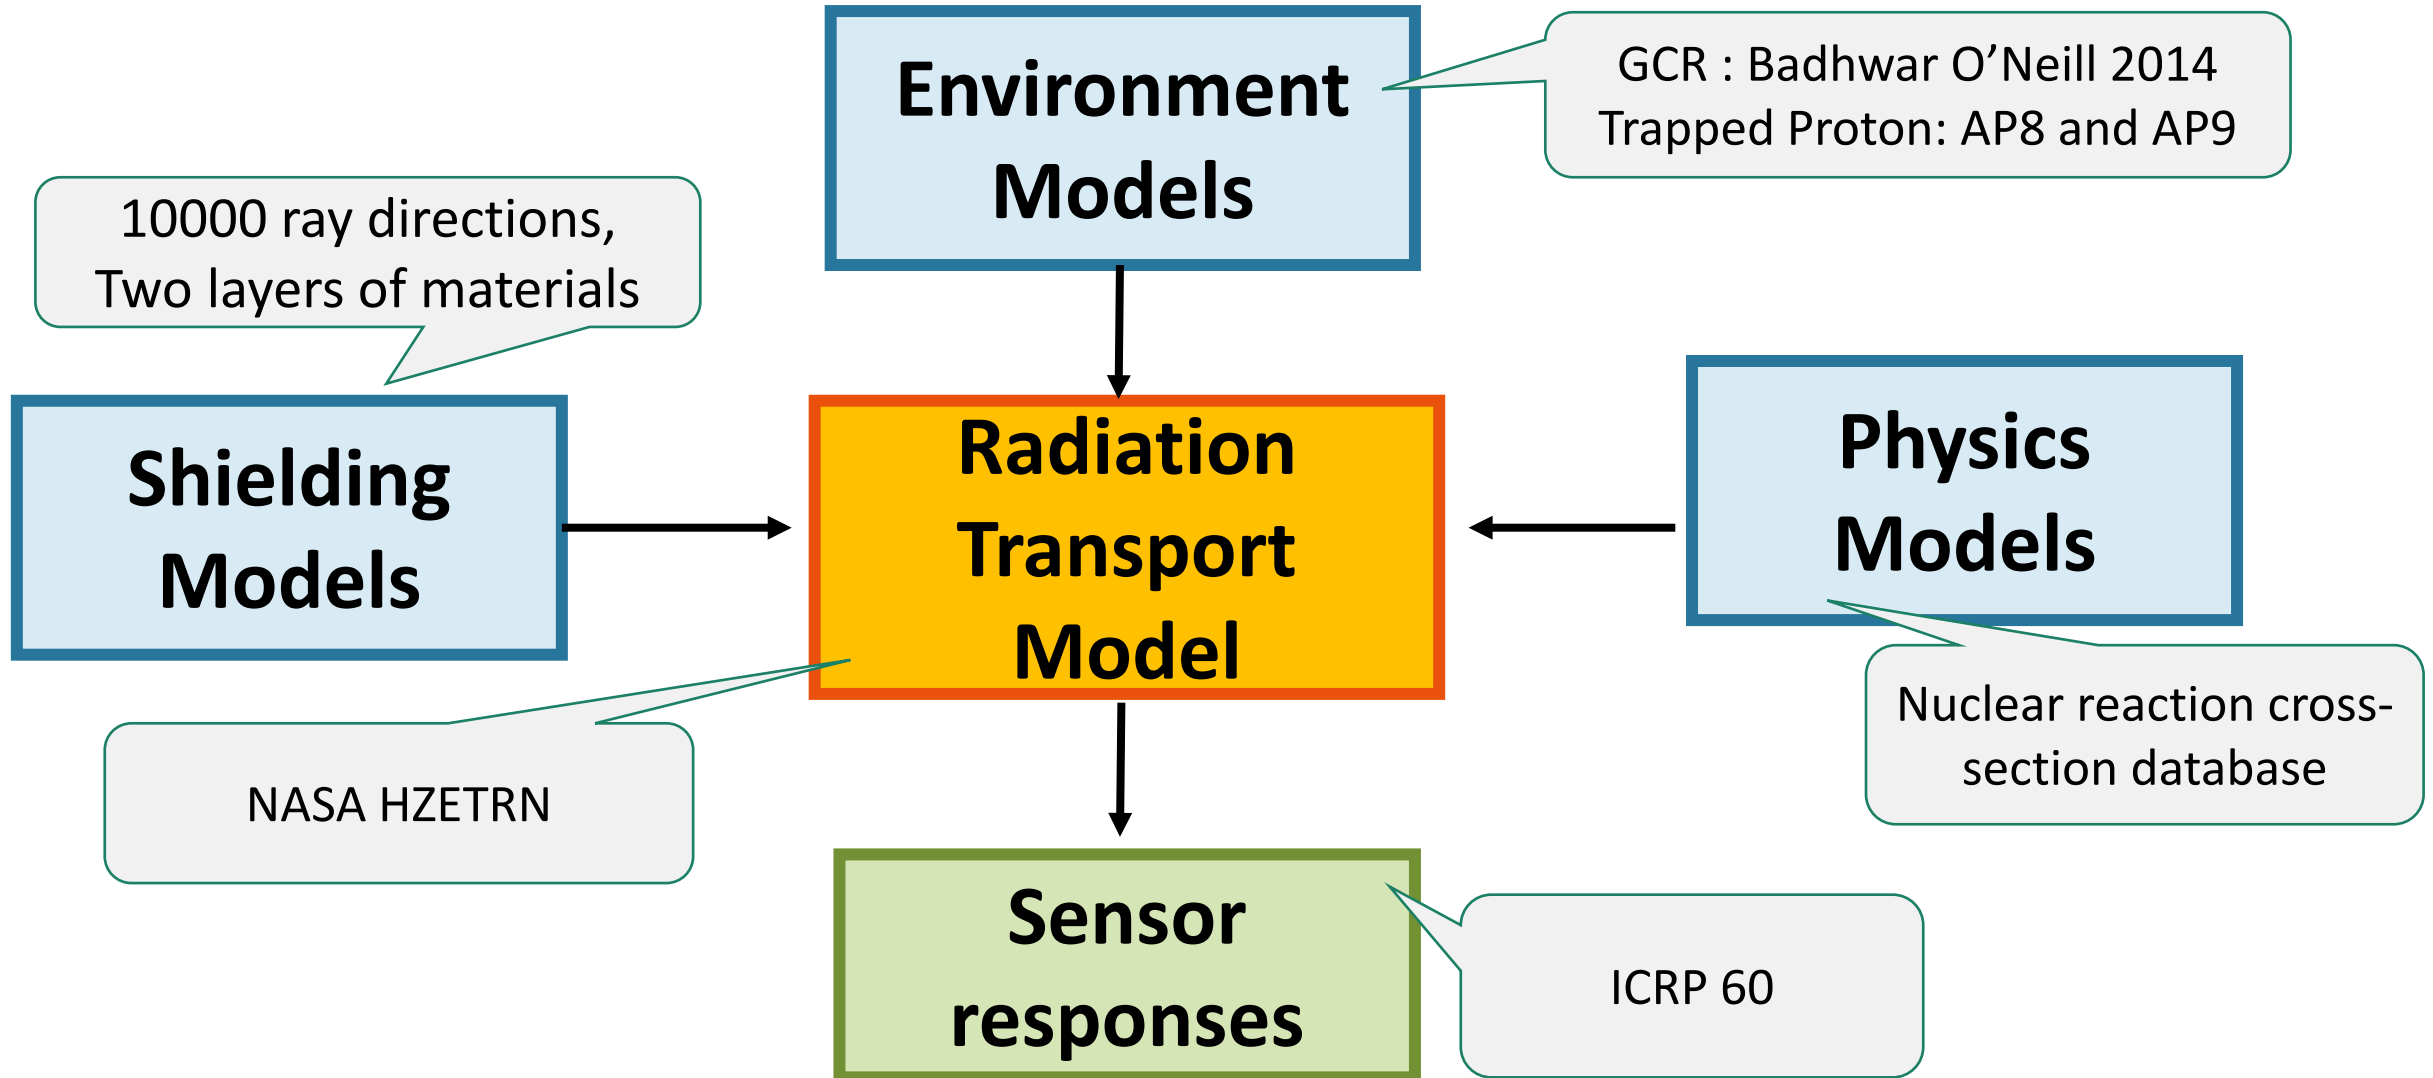 Environment
Models
GCR : Badhwar O’Neill 2014
Trapped Proton: AP8 and AP9
10000 ray directions,
Two layers of materials
Shielding
Models
Radiation
Transport
Model
Physics
Models
Nuclear reaction cross-
section database
NASA HZETRN
Sensor
responses
ICRP 60